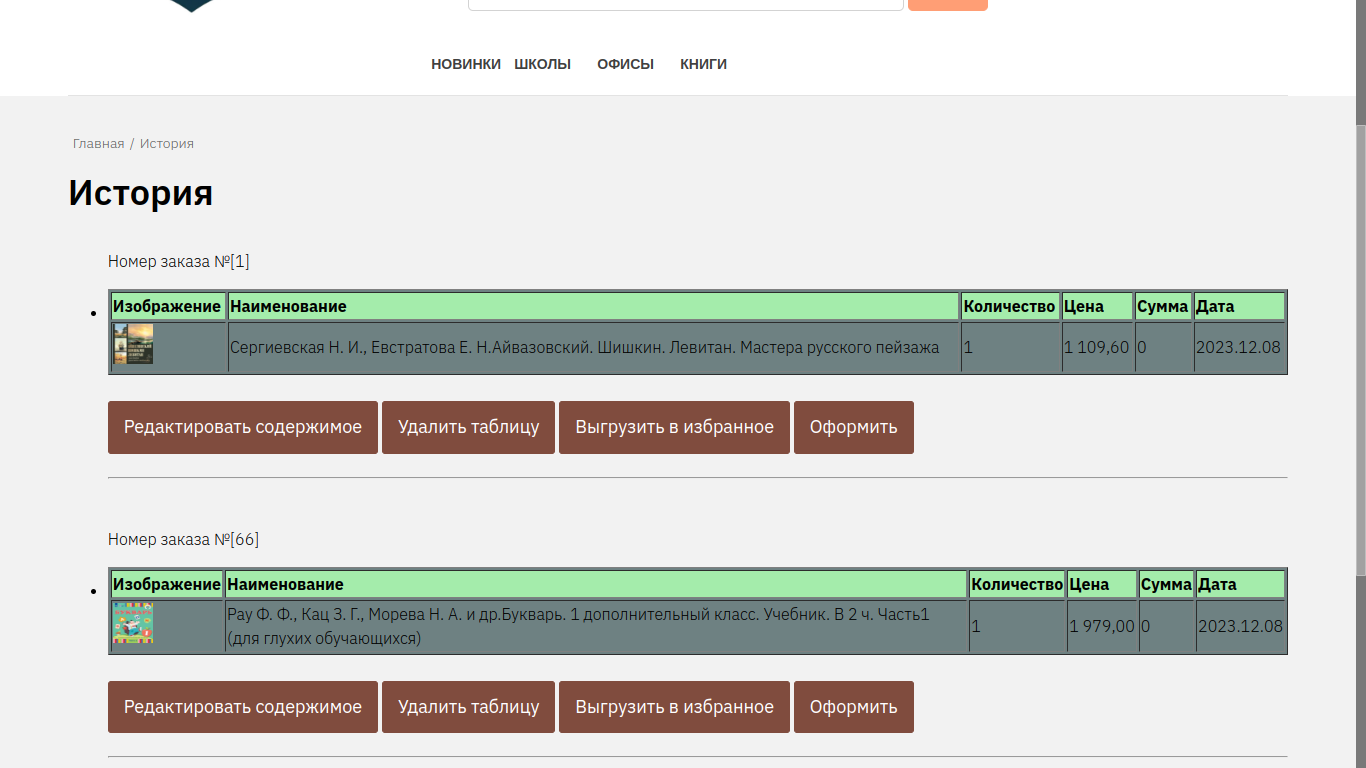 НОВИНКИ ШКОЛЫ ОФИСЫ КНИГИ
Главная / История
История
Номер заказа №[1]
Изображение Наименование Количество Цена Сумма Дата
Сергиевская Н. И., Евстратова Е. Н.Айвазовский. Шишкин. Левитан. Мастера русского пейзажа 1 1 109,60 0 2023.12.08
Редактировать содержимое Удалить таблицу Выгрузить в избранное Оформить
Номер заказа №[66]
Изображение Наименование Количество Цена Сумма Дата
Рау Ф. Ф., Кац З. Г., Морева Н. А. и др.Букварь. 1 дополнительный класс. Учебник. В 2 ч. Часть1
(для глухих обучающихся) 1 1 979,00 0 2023.12.08
Редактировать содержимое Удалить таблицу Выгрузить в избранное Оформить